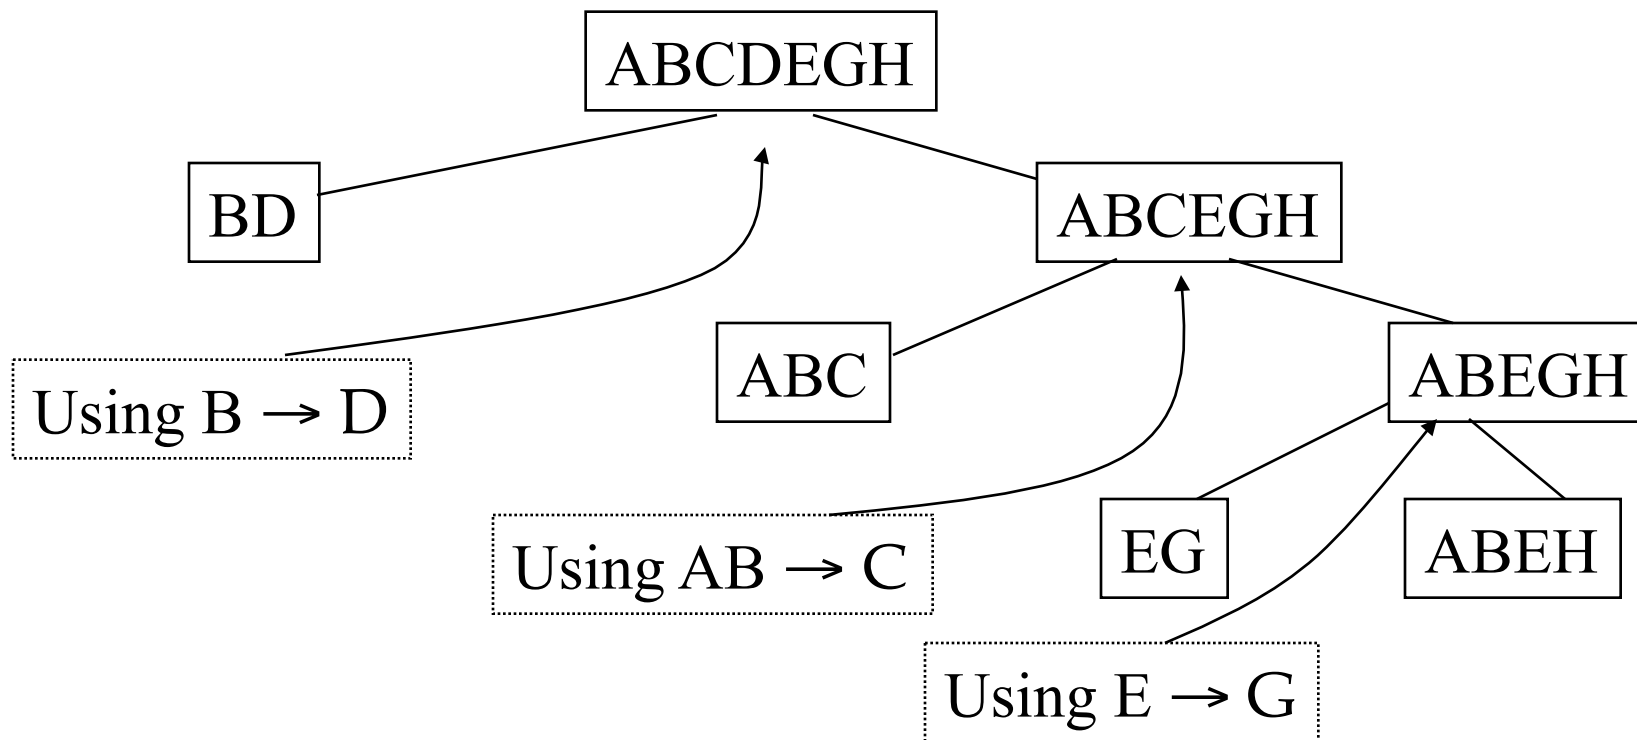 ABCDEGH
BD
ABCEGH
ABC
ABEGH
Using B → D
EG
ABEH
Using AB → C
Using E → G